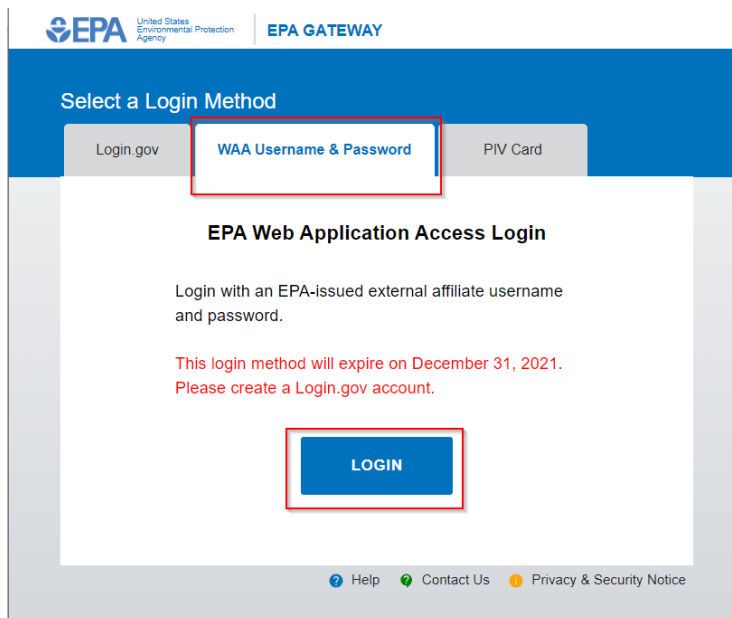 EPA
United States
Environmental Protection
Agency
EPA GATEWAY
Select a Login Method
Login.gov
WAA Username & Password
PIV Card
EPA Web Application Access Login
Login with an EPA-issued external affiliate username
and password.
This login method will expire on December 31, 2021.
Please create a Login.gov account.
LOGIN
? Help ? Contact Us ! Privacy & Security Notice